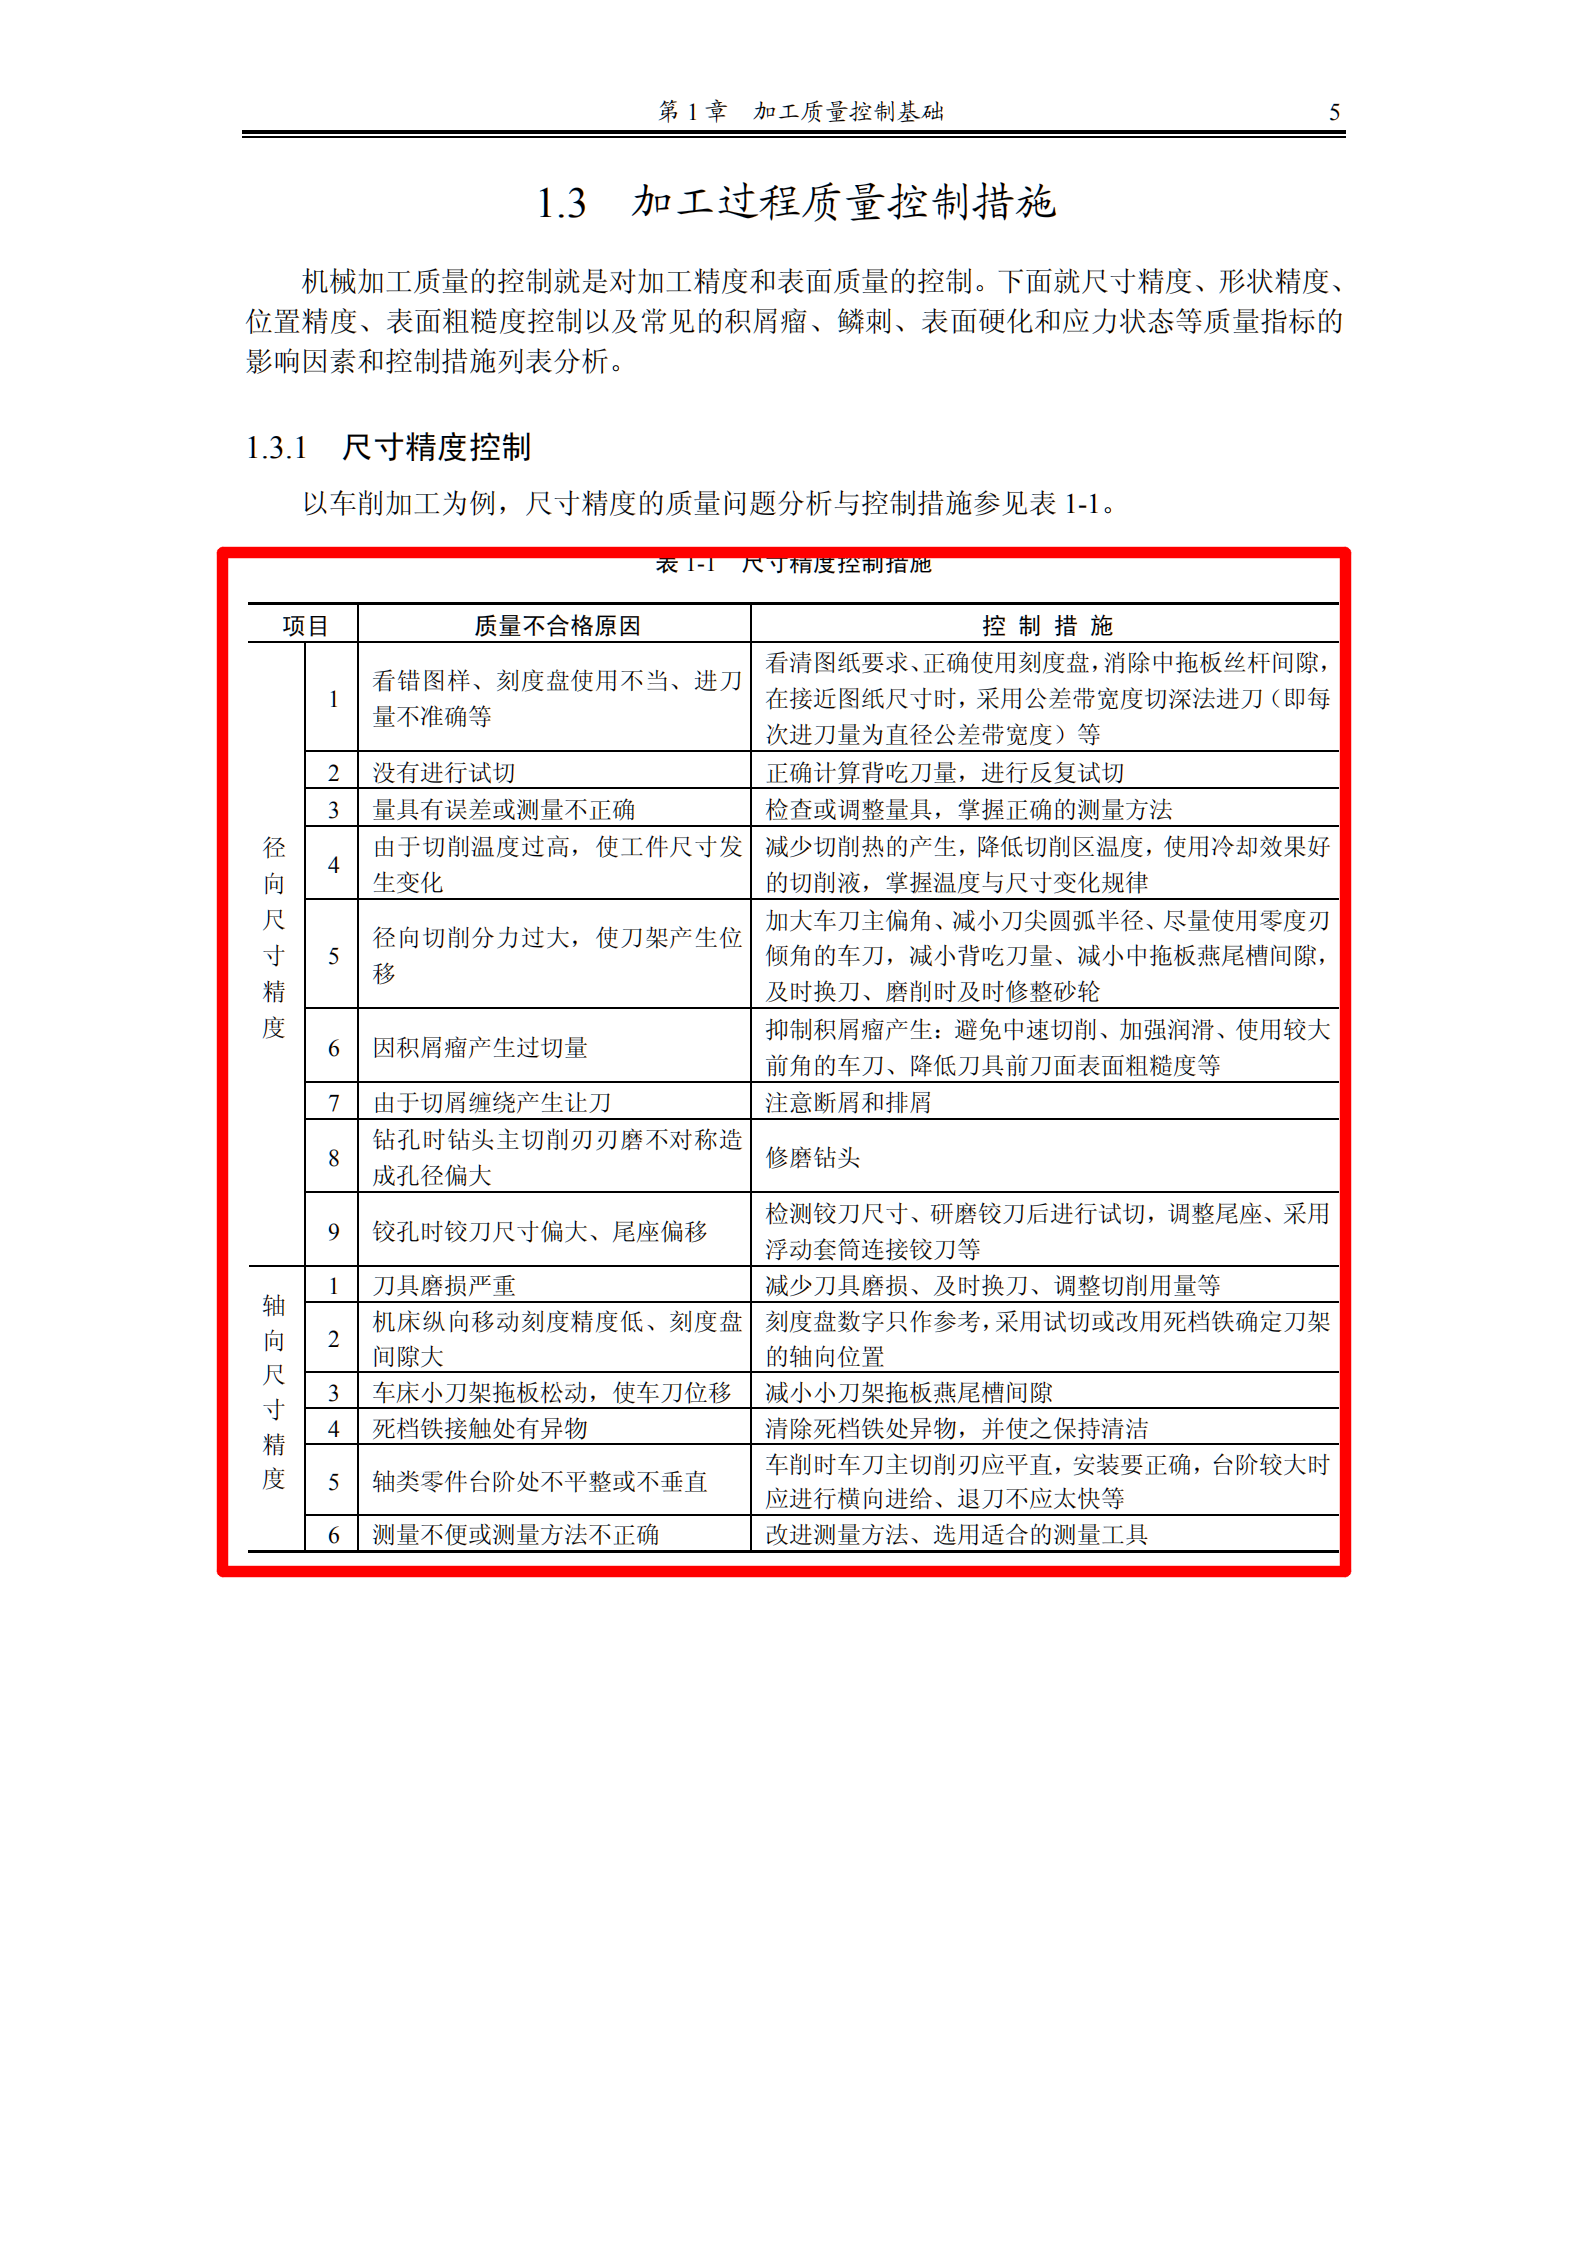 第 1 章 加工质量控制基础 5
1.3 加工过程质量控制措施
机械加工质量的控制就是对加工精度和表面质量的控制。下面就尺寸精度、形状精度、
位置精度、表面粗糙度控制以及常见的积屑瘤、鳞刺、表面硬化和应力状态等质量指标的
影响因素和控制措施列表分析。
1.3.1 尺寸精度控制
以车削加工为例，尺寸精度的质量问题分析与控制措施参见表 1-1。
表 1-1 尺寸精度控制措施
项目 质量不合格原因 控 制 措 施
径向尺寸精度
1 看错图样、刻度盘使用不当、进刀
量不准确等
看清图纸要求、正确使用刻度盘，消除中拖板丝杆间隙，
在接近图纸尺寸时，采用公差带宽度切深法进刀（即每
次进刀量为直径公差带宽度）等
2 没有进行试切 正确计算背吃刀量，进行反复试切
3 量具有误差或测量不正确 检查或调整量具，掌握正确的测量方法
4 由于切削温度过高，使工件尺寸发
生变化
减少切削热的产生，降低切削区温度，使用冷却效果好
的切削液，掌握温度与尺寸变化规律
5 径向切削分力过大，使刀架产生位
移
加大车刀主偏角、减小刀尖圆弧半径、尽量使用零度刃
倾角的车刀，减小背吃刀量、减小中拖板燕尾槽间隙，
及时换刀、磨削时及时修整砂轮
6 因积屑瘤产生过切量
抑制积屑瘤产生：避免中速切削、加强润滑、使用较大
前角的车刀、降低刀具前刀面表面粗糙度等
7 由于切屑缠绕产生让刀 注意断屑和排屑
8 钻孔时钻头主切削刃刃磨不对称造
成孔径偏大
修磨钻头
9 铰孔时铰刀尺寸偏大、尾座偏移
检测铰刀尺寸、研磨铰刀后进行试切，调整尾座、采用
浮动套筒连接铰刀等
轴向尺寸精度
1 刀具磨损严重 减少刀具磨损、及时换刀、调整切削用量等
2 机床纵向移动刻度精度低、刻度盘
间隙大
刻度盘数字只作参考，采用试切或改用死档铁确定刀架
的轴向位置
3 车床小刀架拖板松动，使车刀位移 减小小刀架拖板燕尾槽间隙
4 死档铁接触处有异物 清除死档铁处异物，并使之保持清洁
5 轴类零件台阶处不平整或不垂直
车削时车刀主切削刃应平直，安装要正确，台阶较大时
应进行横向进给、退刀不应太快等
6 测量不便或测量方法不正确 改进测量方法、选用适合的测量工具